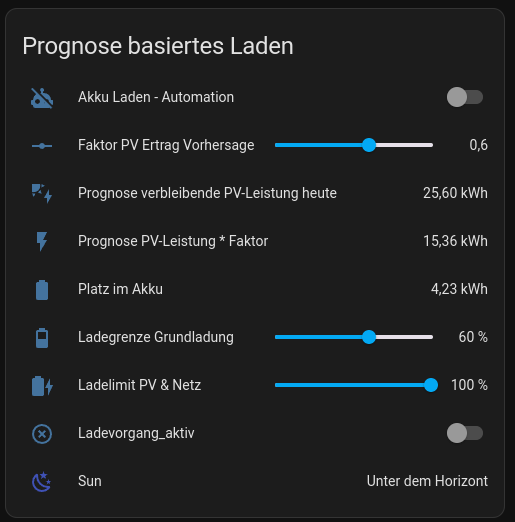 Prognose basiertes Laden
Akku Laden - Automation
Faktor PV Ertrag Vorhersage 0,6
Prognose verbleibende PV-Leistung heute 25,60 kWh
Prognose PV-Leistung * Faktor 15,36 kWh
Platz im Akku 4,23 kWh
Ladegrenze Grundladung 60 %
Ladelimit PV & Netz 100 %
Ladevorgang_aktiv
Sun Unter dem Horizont